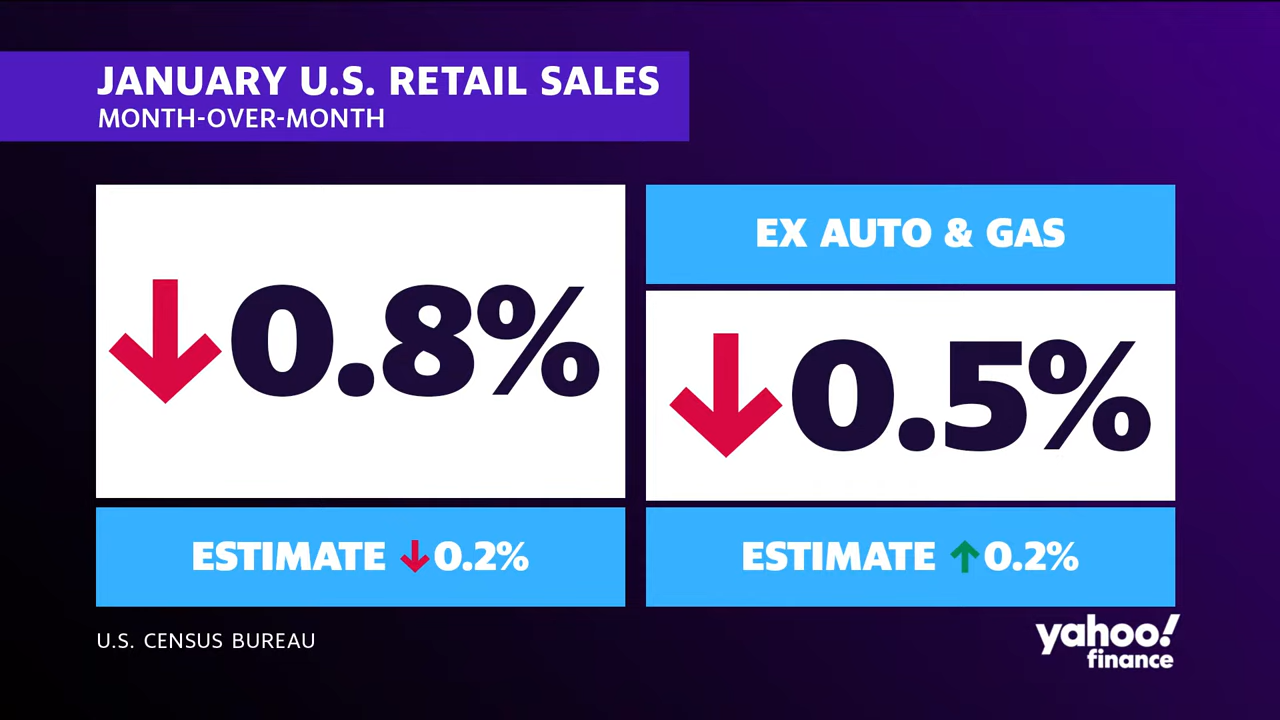 JANUARY U.S. RETAIL SALES
MONTH-OVER-MONTH
↓0.8%
ESTIMATE ↓0.2%
EX AUTO & GAS
↓0.5%
ESTIMATE ↑0.2%
U.S. CENSUS BUREAU
yahoo!
finance